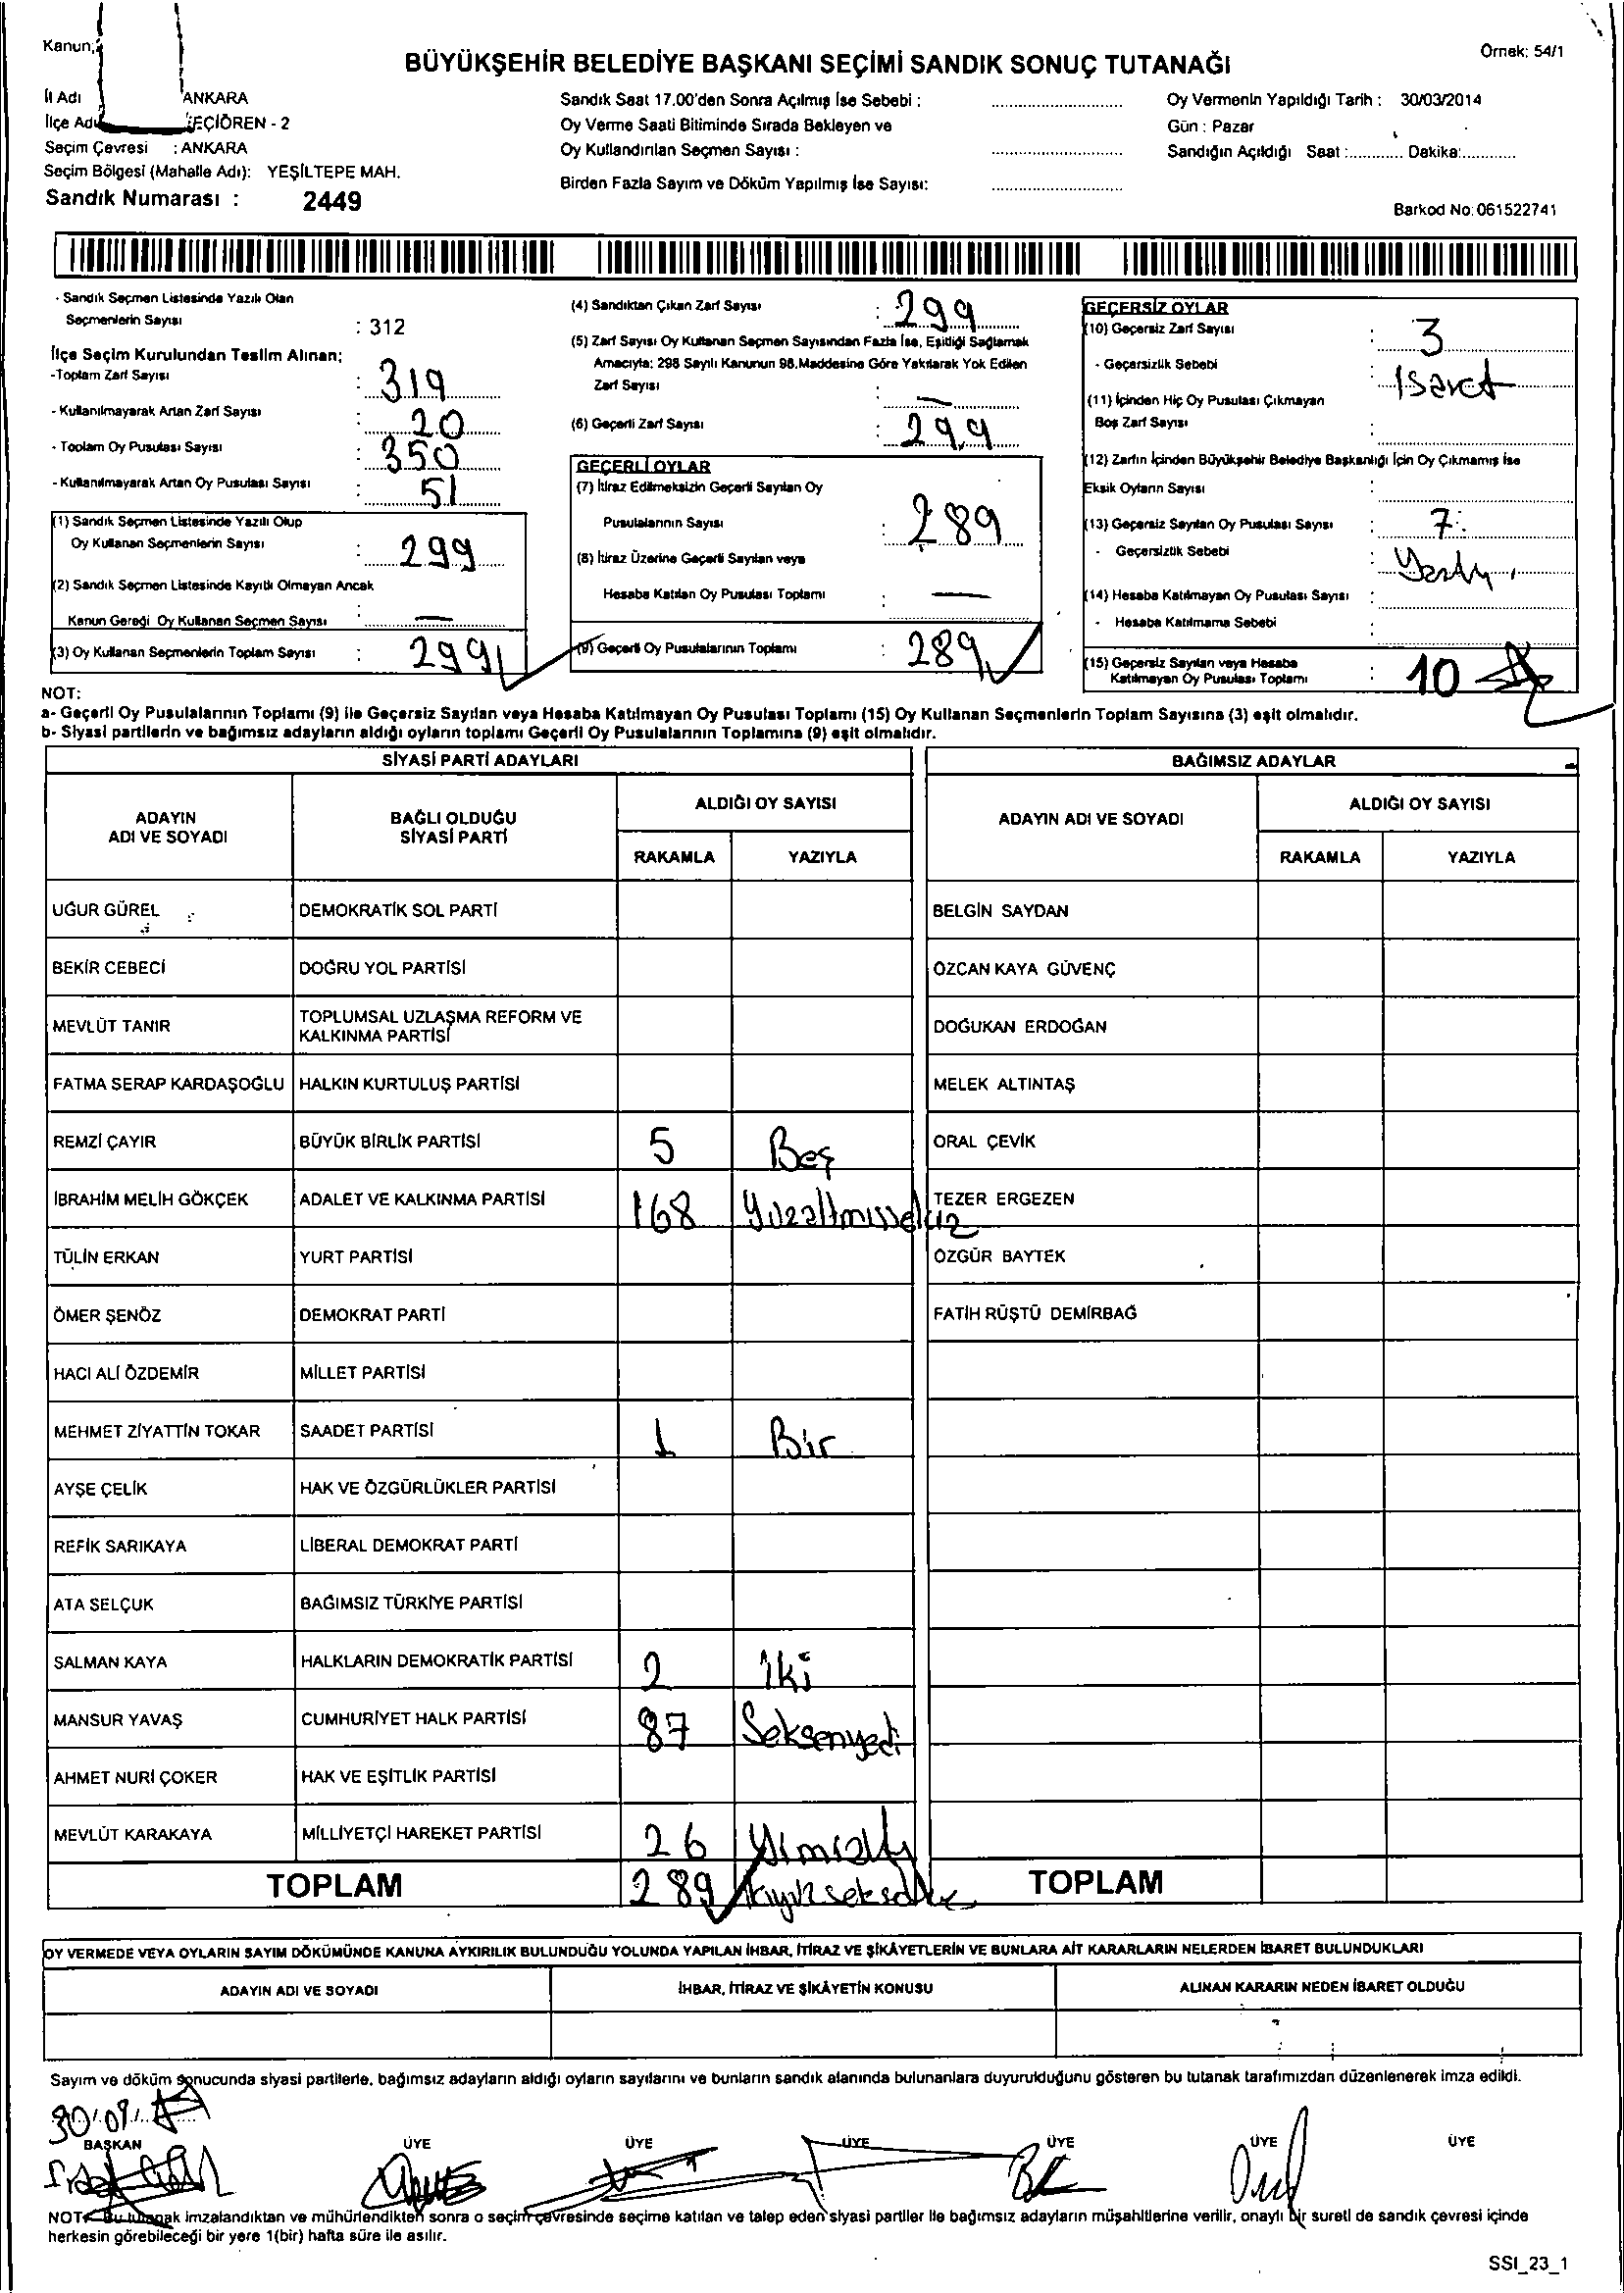 Kanun:
BÜYÜKŞEHİR BELEDİYE BAŞKANI SEÇİMİ SANDIK SONUÇ TUTANAĞI
Örnek: 54/1
İl Adı ANKARA
İlçe Adı EÇİÖREN - 2
Seçim Çevresi : ANKARA
Seçim Bölgesi (Mahalle Adı): YEŞİLTEPE MAH.
Sandık Numarası : 2449
Sandık Saat 17.00'den Sonra Açılmış İse Sebebi :
Oy Verme Saati Bitiminde Sırada Bekleyen ve
Oy Kullandırılan Seçmen Sayısı :
Birden Fazla Sayım ve Döküm Yapılmış İse Sayısı:
Oy Vermenin Yapıldığı Tarih : 30/03/2014
Gün : Pazar
Sandığın Açıldığı Saat :............ Dakika:............
Barkod No: 061522741
- Sandık Seçmen Listesinde Yazılı Olan
Seçmenlerin Sayısı : 312
İlçe Seçim Kurulundan Teslim Alınan:
-Toplam Zarf Sayısı : 319
- Kullanılmayarak Artan Zarf Sayısı : 20
- Toplam Oy Pusulası Sayısı : 350
- Kullanılmayarak Artan Oy Pusulası Sayısı : 51
(1) Sandık Seçmen Listesinde Yazılı Olup
Oy Kullanan Seçmenlerin Sayısı : 299
(2) Sandık Seçmen Listesinde Kayıtlı Olmayan Ancak
Kanun Gereği Oy Kullanan Seçmen Sayısı : —
(3) Oy Kullanan Seçmenlerin Toplam Sayısı : 299
(4) Sandıktan Çıkan Zarf Sayısı : 299
(5) Zarf Sayısı Oy Kullanan Seçmen Sayısından Fazla İse, Eşitliği Sağlamak
Amacıyla; 298 Sayılı Kanunun 98.Maddesine Göre Yakılarak Yok Edilen
Zarf Sayısı : —
(6) Geçerli Zarf Sayısı : 299
GEÇERLİ OYLAR
(7) İtiraz Edilmeksizin Geçerli Sayılan Oy
Pusulalarının Sayısı : 289
(8) İtiraz Üzerine Geçerli Sayılan veya
Hesaba Katılan Oy Pusulası Toplamı : —
(9) Geçerli Oy Pusulalarının Toplamı : 289
GEÇERSİZ OYLAR
(10) Geçersiz Zarf Sayısı : 3
- Geçersizlik Sebebi : İsaret
(11) İçinden Hiç Oy Pusulası Çıkmayan
Boş Zarf Sayısı :
(12) Zarfın İçinden Büyükşehir Belediye Başkanlığı İçin Oy Çıkmamış İse
Eksik Oyların Sayısı :
(13) Geçersiz Sayılan Oy Pusulası Sayısı : 7
- Geçersizlik Sebebi :
(14) Hesaba Katılmayan Oy Pusulası Sayısı :
- Hesaba Katılmama Sebebi :
(15) Geçersiz Sayılan veya Hesaba
Katılmayan Oy Pusulası Toplamı : 10
NOT:
a- Geçerli Oy Pusulalarının Toplamı (9) ile Geçersiz Sayılan veya Hesaba Katılmayan Oy Pusulası Toplamı (15) Oy Kullanan Seçmenlerin Toplam Sayısına (3) eşit olmalıdır.
b- Siyasi partilerin ve bağımsız adayların aldığı oyların toplamı Geçerli Oy Pusulalarının Toplamına (9) eşit olmalıdır.
SİYASİ PARTİ ADAYLARI BAĞIMSIZ ADAYLAR
ADAYIN
ADI VE SOYADI
BAĞLI OLDUĞU
SİYASİ PARTİ
ALDIĞI OY SAYISI
RAKAMLA YAZIYLA
ADAYIN ADI VE SOYADI
ALDIĞI OY SAYISI
RAKAMLA YAZIYLA
UĞUR GÜREL DEMOKRATİK SOL PARTİ BELGİN SAYDAN
BEKİR CEBECİ DOĞRU YOL PARTİSİ ÖZCAN KAYA GÜVENÇ
MEVLÜT TANIR TOPLUMSAL UZLAŞMA REFORM VE
KALKINMA PARTİSİ DOĞUKAN ERDOĞAN
FATMA SERAP KARDAŞOĞLU HALKIN KURTULUŞ PARTİSİ MELEK ALTINTAŞ
REMZİ ÇAYIR BÜYÜK BİRLİK PARTİSİ 5 Beş ORAL ÇEVİK
İBRAHİM MELİH GÖKÇEK ADALET VE KALKINMA PARTİSİ 168 Yüzaltmışsekiz TEZER ERGEZEN
TÜLİN ERKAN YURT PARTİSİ ÖZGÜR BAYTEK
ÖMER ŞENÖZ DEMOKRAT PARTİ FATİH RÜŞTÜ DEMİRBAĞ
HACI ALİ ÖZDEMİR MİLLET PARTİSİ
MEHMET ZİYATTİN TOKAR SAADET PARTİSİ 1 Bir
AYŞE ÇELİK HAK VE ÖZGÜRLÜKLER PARTİSİ
REFİK SARIKAYA LİBERAL DEMOKRAT PARTİ
ATA SELÇUK BAĞIMSIZ TÜRKİYE PARTİSİ
SALMAN KAYA HALKLARIN DEMOKRATİK PARTİSİ 2 İki
MANSUR YAVAŞ CUMHURİYET HALK PARTİSİ 87 Seksenyedi
AHMET NURİ ÇOKER HAK VE EŞİTLİK PARTİSİ
MEVLÜT KARAKAYA MİLLİYETÇİ HAREKET PARTİSİ 26 Yirmialtı
TOPLAM 289 TOPLAM
OY VERMEDE VEYA OYLARIN SAYIM DÖKÜMÜNDE KANUNA AYKIRILIK BULUNDUĞU YOLUNDA YAPILAN İHBAR, İTİRAZ VE ŞİKÂYETLERİN VE BUNLARA AİT KARARLARIN NELERDEN İBARET BULUNDUKLARI
ADAYIN ADI VE SOYADI İHBAR, İTİRAZ VE ŞİKÂYETİN KONUSU ALINAN KARARIN NEDEN İBARET OLDUĞU
Sayım ve döküm sonucunda siyasi partilerle, bağımsız adayların aldığı oyların sayılarını ve bunların sandık alanında bulunanlara duyurulduğunu gösteren bu tutanak tarafımızdan düzenlenerek imza edildi.
BAŞKAN ÜYE ÜYE ÜYE ÜYE ÜYE ÜYE
NOT: Bu tutanak imzalandıktan ve mühürlendikten sonra o seçim çevresinde seçime katılan ve talep eden siyasi partiler ile bağımsız adayların müşahitlerine verilir, onaylı bir sureti de sandık çevresi içinde
herkesin görebileceği bir yere 1(bir) hafta süre ile asılır.
SSI_23_1